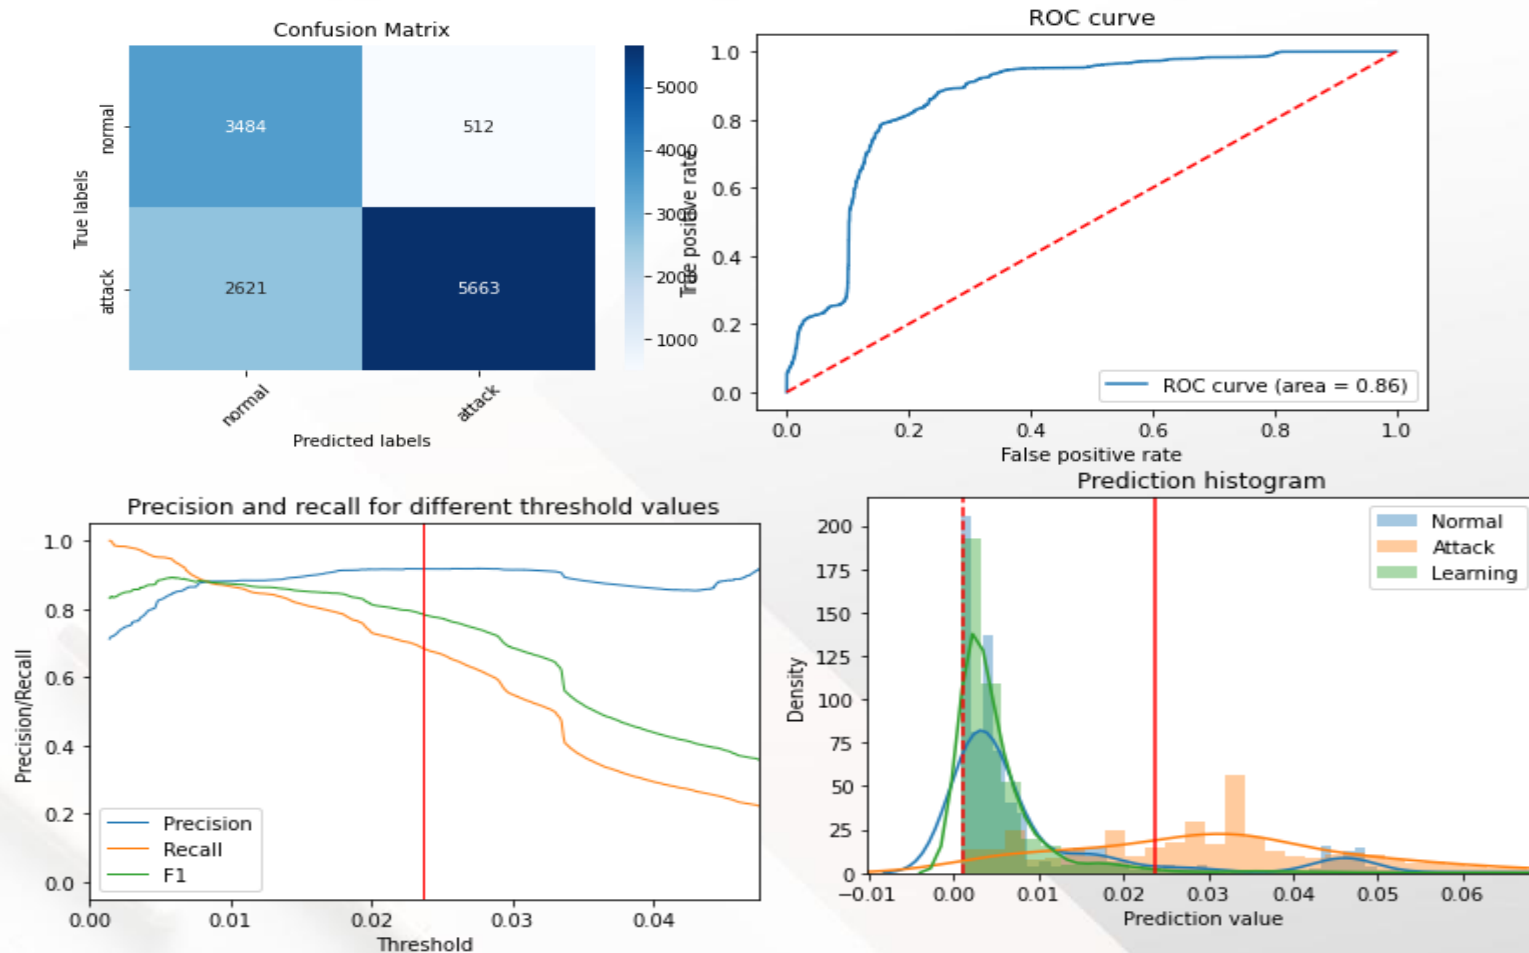 Confusion Matrix
True labels
normal
attack
3484
512
2621
5663
normal
attack
Predicted labels
5000
4000
3000
2000
1000
ROC curve
True positive rate
1.0
0.8
0.6
0.4
0.2
0.0
ROC curve (area = 0.86)
0.0 0.2 0.4 0.6 0.8 1.0
False positive rate
Precision and recall for different threshold values
Precision/Recall
1.0
0.8
0.6
0.4
0.2
0.0
Precision
Recall
F1
0.00 0.01 0.02 0.03 0.04
Threshold
Prediction histogram
Density
200
175
150
125
100
75
50
25
0
Normal
Attack
Learning
−0.01 0.00 0.01 0.02 0.03 0.04 0.05 0.06
Prediction value